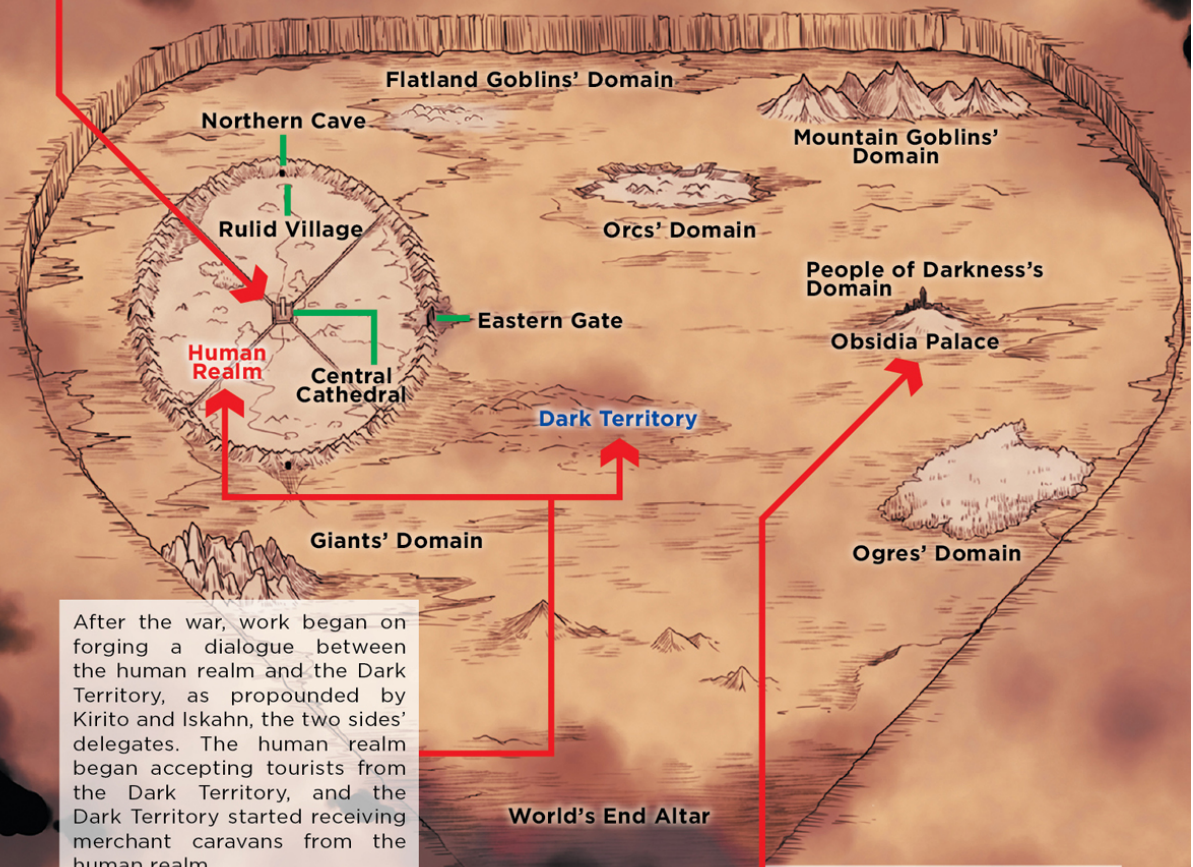 Flatland Goblins' Domain
Northern Cave
Mountain Goblins'
Domain
Rulid Village
Orcs' Domain
People of Darkness's
Domain
Eastern Gate
Obsidia Palace
Human
Realm
Central
Cathedral
Dark Territory
Giants' Domain
Ogres' Domain
After the war, work began on
forging a dialogue between
the human realm and the Dark
Territory, as propounded by
Kirito and Iskahn, the two sides'
delegates. The human realm
began accepting tourists from
the Dark Territory, and the
Dark Territory started receiving
merchant caravans from the
human realm.
World's End Altar